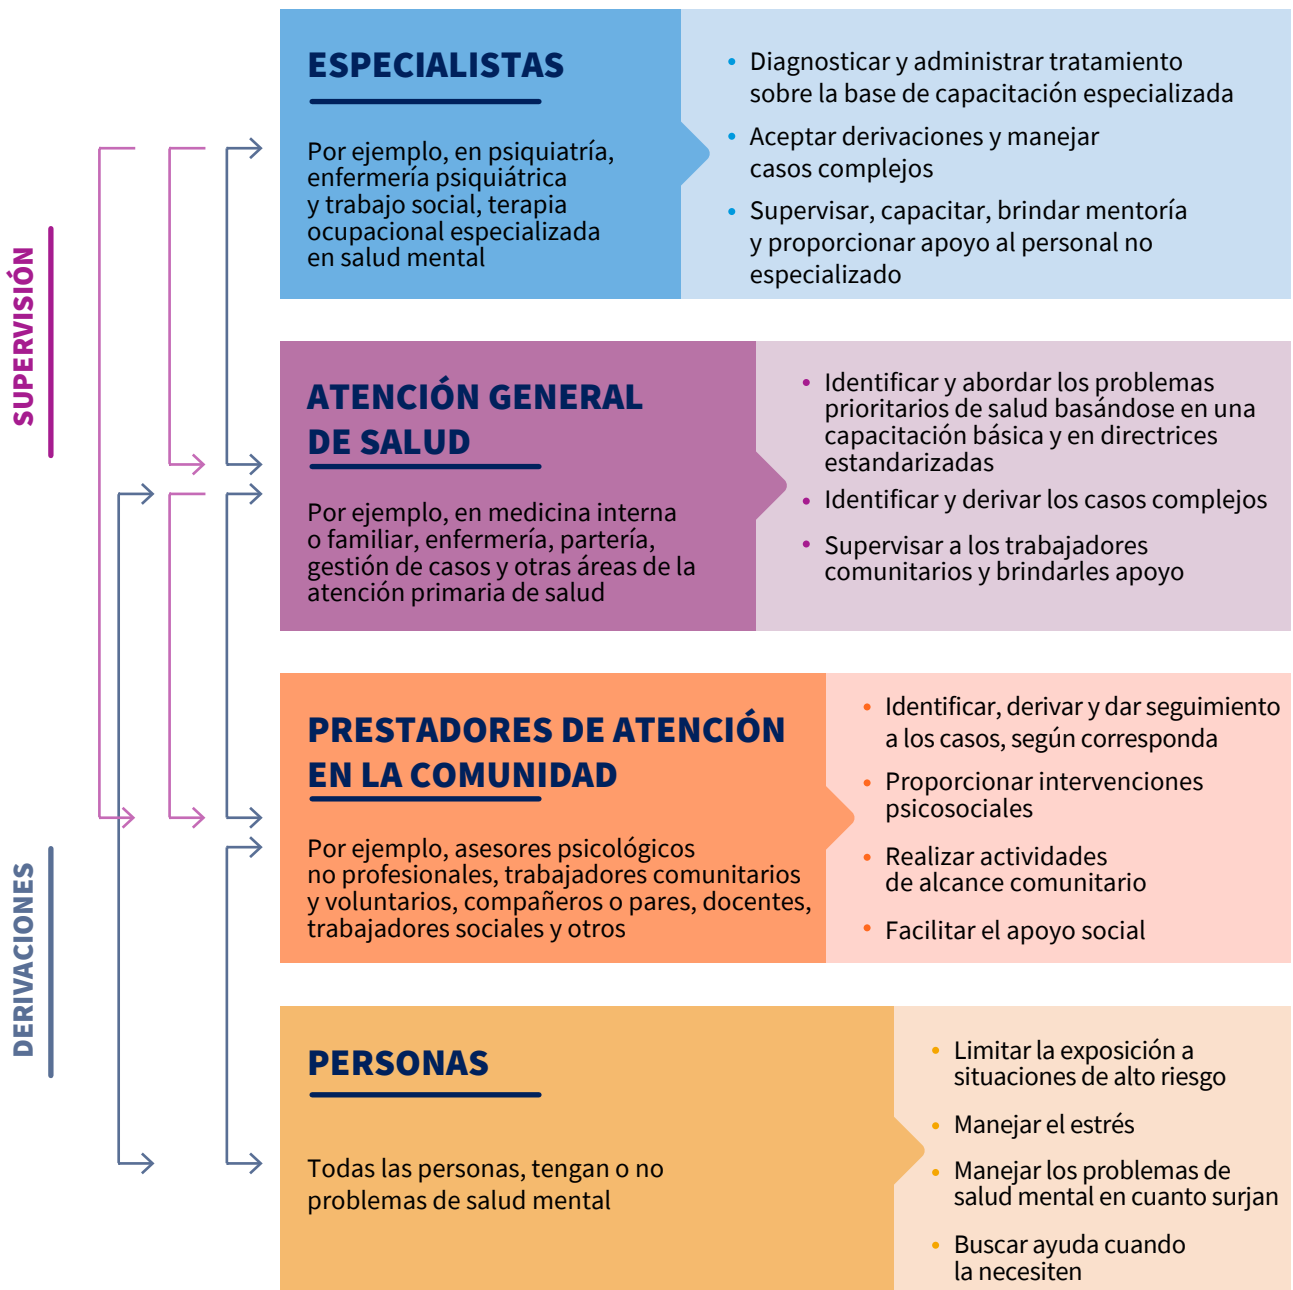 SUPERVISIÓN
DERIVACIONES
ESPECIALISTAS
Por ejemplo, en psiquiatría,
enfermería psiquiátrica
y trabajo social, terapia
ocupacional especializada
en salud mental
• Diagnosticar y administrar tratamiento
sobre la base de capacitación especializada
• Aceptar derivaciones y manejar
casos complejos
• Supervisar, capacitar, brindar mentoría
y proporcionar apoyo al personal no
especializado
ATENCIÓN GENERAL
DE SALUD
Por ejemplo, en medicina interna
o familiar, enfermería, partería,
gestión de casos y otras áreas de la
atención primaria de salud
• Identificar y abordar los problemas
prioritarios de salud basándose en una
capacitación básica y en directrices
estandarizadas
• Identificar y derivar los casos complejos
• Supervisar a los trabajadores
comunitarios y brindarles apoyo
PRESTADORES DE ATENCIÓN
EN LA COMUNIDAD
Por ejemplo, asesores psicológicos
no profesionales, trabajadores comunitarios
y voluntarios, compañeros o pares, docentes,
trabajadores sociales y otros
• Identificar, derivar y dar seguimiento
a los casos, según corresponda
• Proporcionar intervenciones
psicosociales
• Realizar actividades
de alcance comunitario
• Facilitar el apoyo social
PERSONAS
Todas las personas, tengan o no
problemas de salud mental
• Limitar la exposición a
situaciones de alto riesgo
• Manejar el estrés
• Manejar los problemas de
salud mental en cuanto surjan
• Buscar ayuda cuando
la necesiten